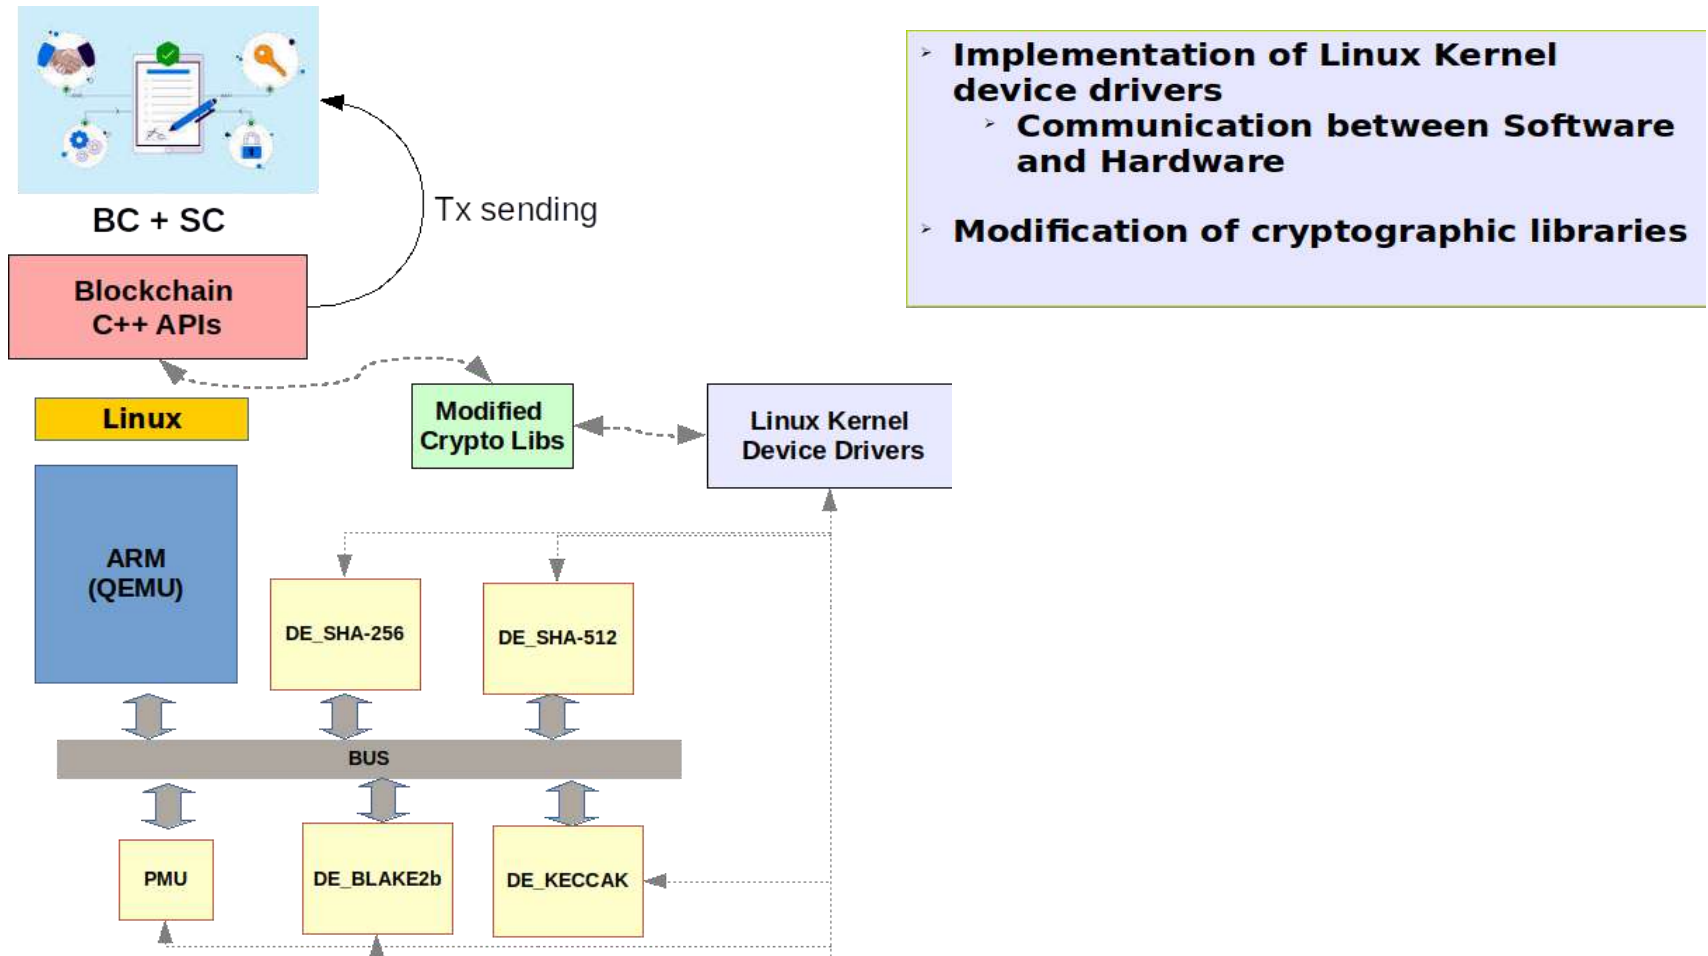 BC + SC
Tx sending
Blockchain
C++ APIs
Linux
Modified
Crypto Libs
Linux Kernel
Device Drivers
ARM
(QEMU)
DE_SHA-256
DE_SHA-512
BUS
PMU
DE_BLAKE2b
DE_KECCAK
Implementation of Linux Kernel
device drivers
Communication between Software
and Hardware
Modification of cryptographic libraries